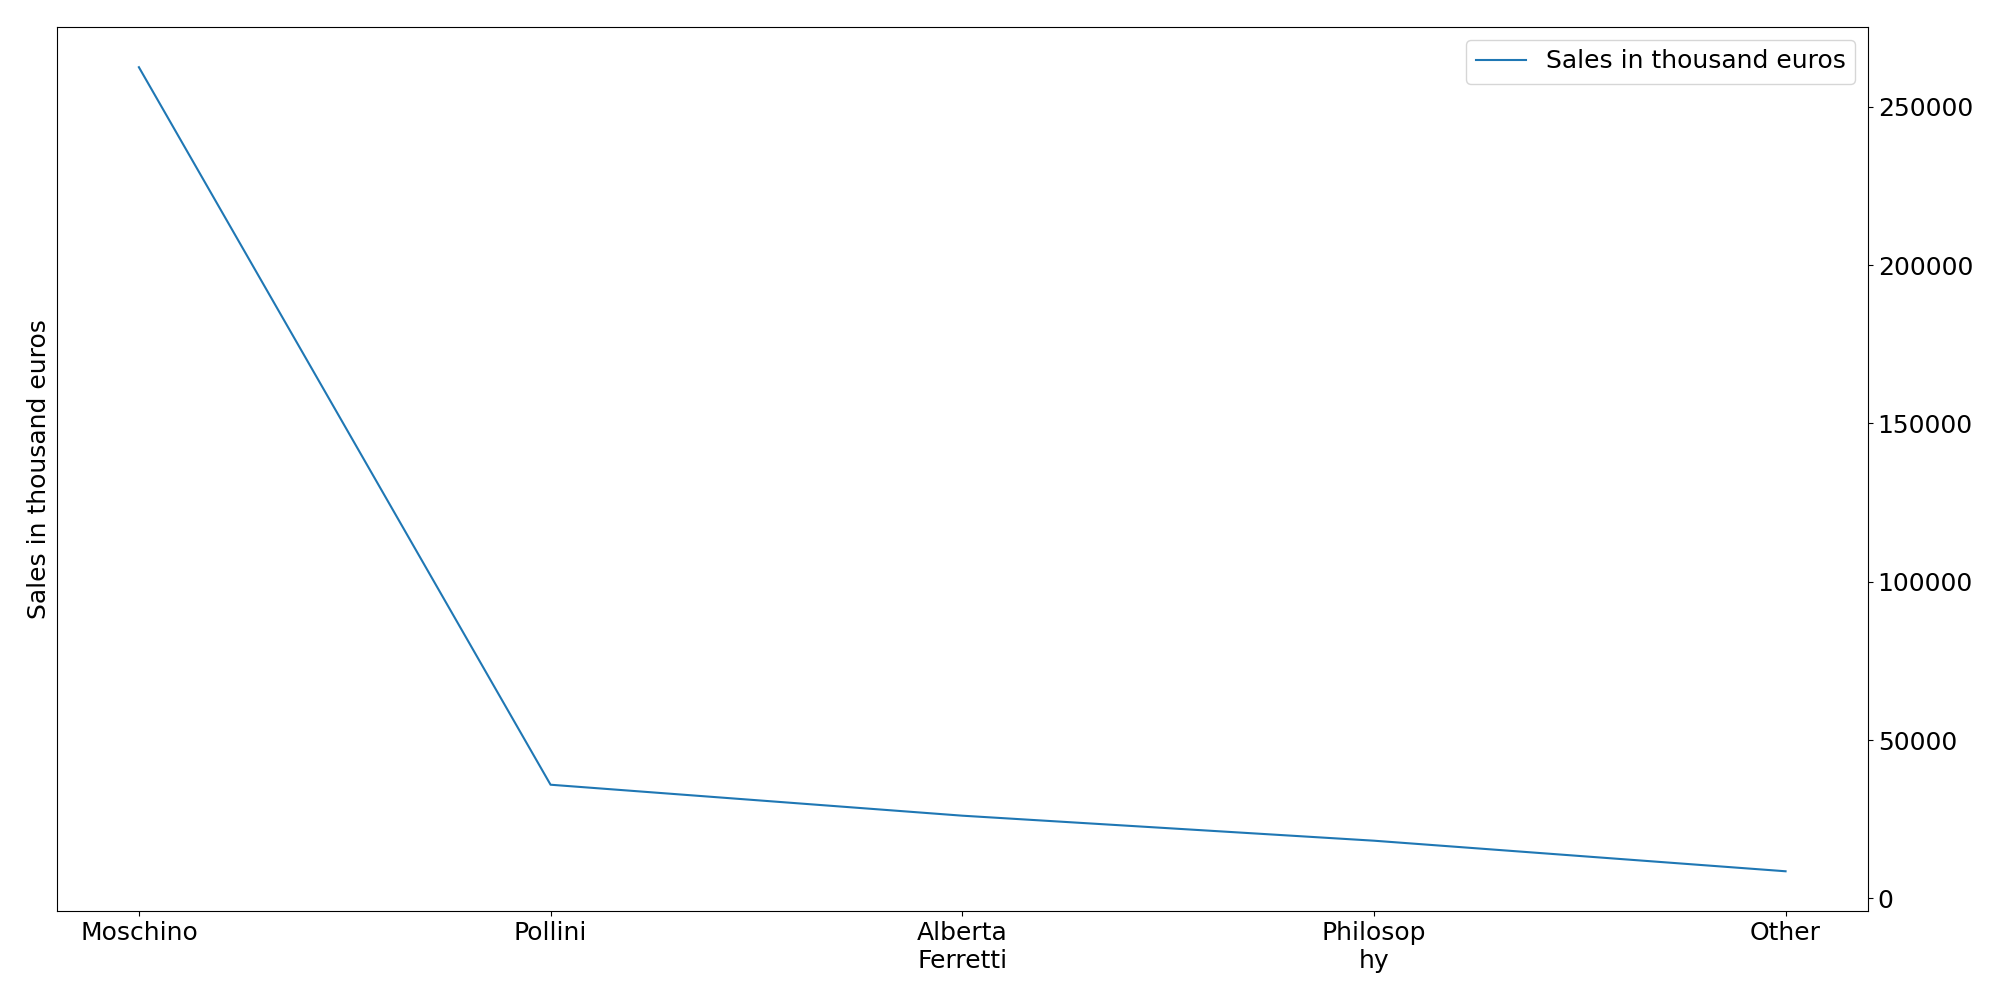 Sales in thousand euros
Sales in thousand euros
250000
200000
150000
100000
50000
0
Moschino
Pollini
Alberta
Ferretti
Philosop
hy
Other